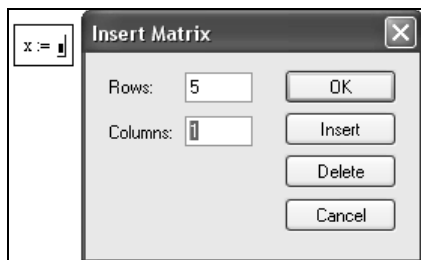 x :=
Insert Matrix
Rows: 5
OK
Columns: 1
Insert
Delete
Cancel